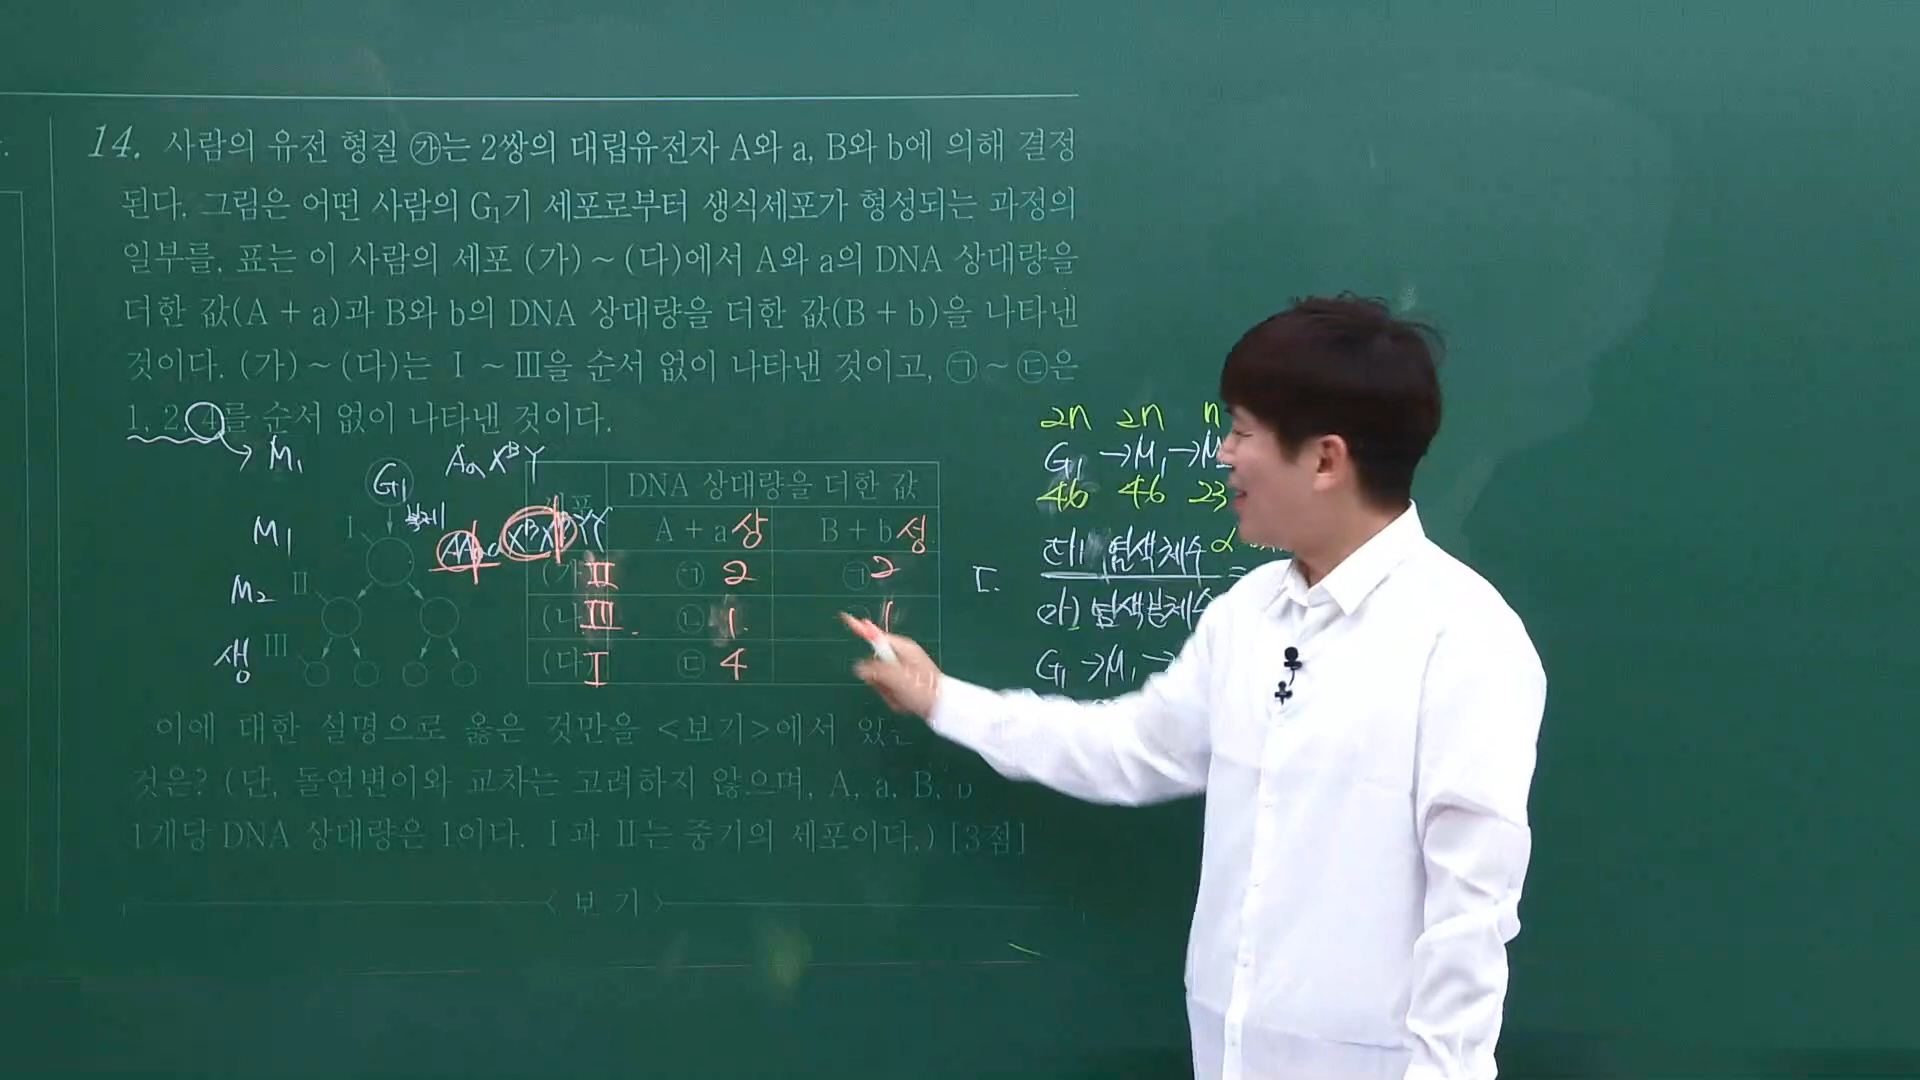 14. 사람의 유전 형질 ㉮는 2쌍의 대립유전자 A와 a, B와 b에 의해 결정
된다. 그림은 어떤 사람의 G₁기 세포로부터 생식세포가 형성되는 과정의
일부를, 표는 이 사람의 세포 (가)~(다)에서 A와 a의 DNA 상대량을
더한 값(A + a)과 B와 b의 DNA 상대량을 더한 값(B + b)을 나타낸
것이다. (가)~(다)는 Ⅰ~Ⅲ을 순서 없이 나타낸 것이고, ㉠~㉢은
1, 2, 4를 순서 없이 나타낸 것이다.
→ M₁
G₁
Aa XᴮY
복제
M₁ Ⅰ
M₂ Ⅱ
생 Ⅲ
DNA 상대량을 더한 값
A + a 상 B + b 성
(가 Ⅱ ㉠ 2 ㉠ 2
(나 Ⅲ ㉡ 1 1
(다 Ⅰ ㉢ 4
2n 2n n
G₁ → M₁ → M₂
46 46 23
ㄷ. 염색체수
G₁ → M₁ →
이에 대한 설명으로 옳은 것만을 <보기>에서 있는
것은? (단, 돌연변이와 교차는 고려하지 않으며, A, a, B, b
1개당 DNA 상대량은 1이다. Ⅰ과 Ⅱ는 중기의 세포이다.) [3점]
< 보 기 >